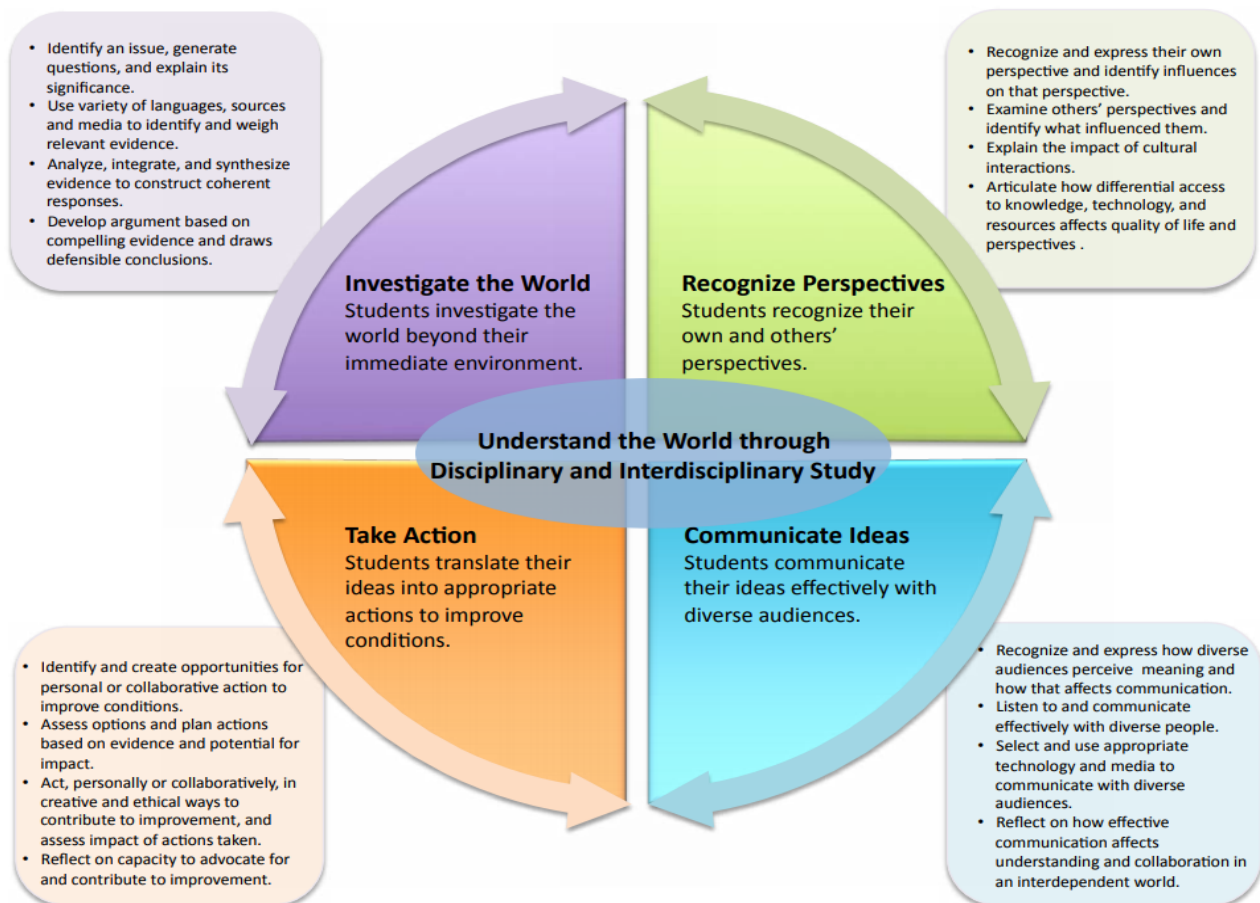 • Identify an issue, generate
questions, and explain its
significance.
• Use variety of languages, sources
and media to identify and weigh
relevant evidence.
• Analyze, integrate, and synthesize
evidence to construct coherent
responses.
• Develop argument based on
compelling evidence and draws
defensible conclusions.
• Recognize and express their own
perspective and identify influences
on that perspective.
• Examine others’ perspectives and
identify what influenced them.
• Explain the impact of cultural
interactions.
• Articulate how differential access
to knowledge, technology, and
resources affects quality of life and
perspectives .
Investigate the World
Students investigate the
world beyond their
immediate environment.
Recognize Perspectives
Students recognize their
own and others’
perspectives.
Understand the World through
Disciplinary and Interdisciplinary Study
Take Action
Students translate their
ideas into appropriate
actions to improve
conditions.
Communicate Ideas
Students communicate
their ideas effectively with
diverse audiences.
• Identify and create opportunities for
personal or collaborative action to
improve conditions.
• Assess options and plan actions
based on evidence and potential for
impact.
• Act, personally or collaboratively, in
creative and ethical ways to
contribute to improvement, and
assess impact of actions taken.
• Reflect on capacity to advocate for
and contribute to improvement.
• Recognize and express how diverse
audiences perceive meaning and
how that affects communication.
• Listen to and communicate
effectively with diverse people.
• Select and use appropriate
technology and media to
communicate with diverse
audiences.
• Reflect on how effective
communication affects
understanding and collaboration in
an interdependent world.